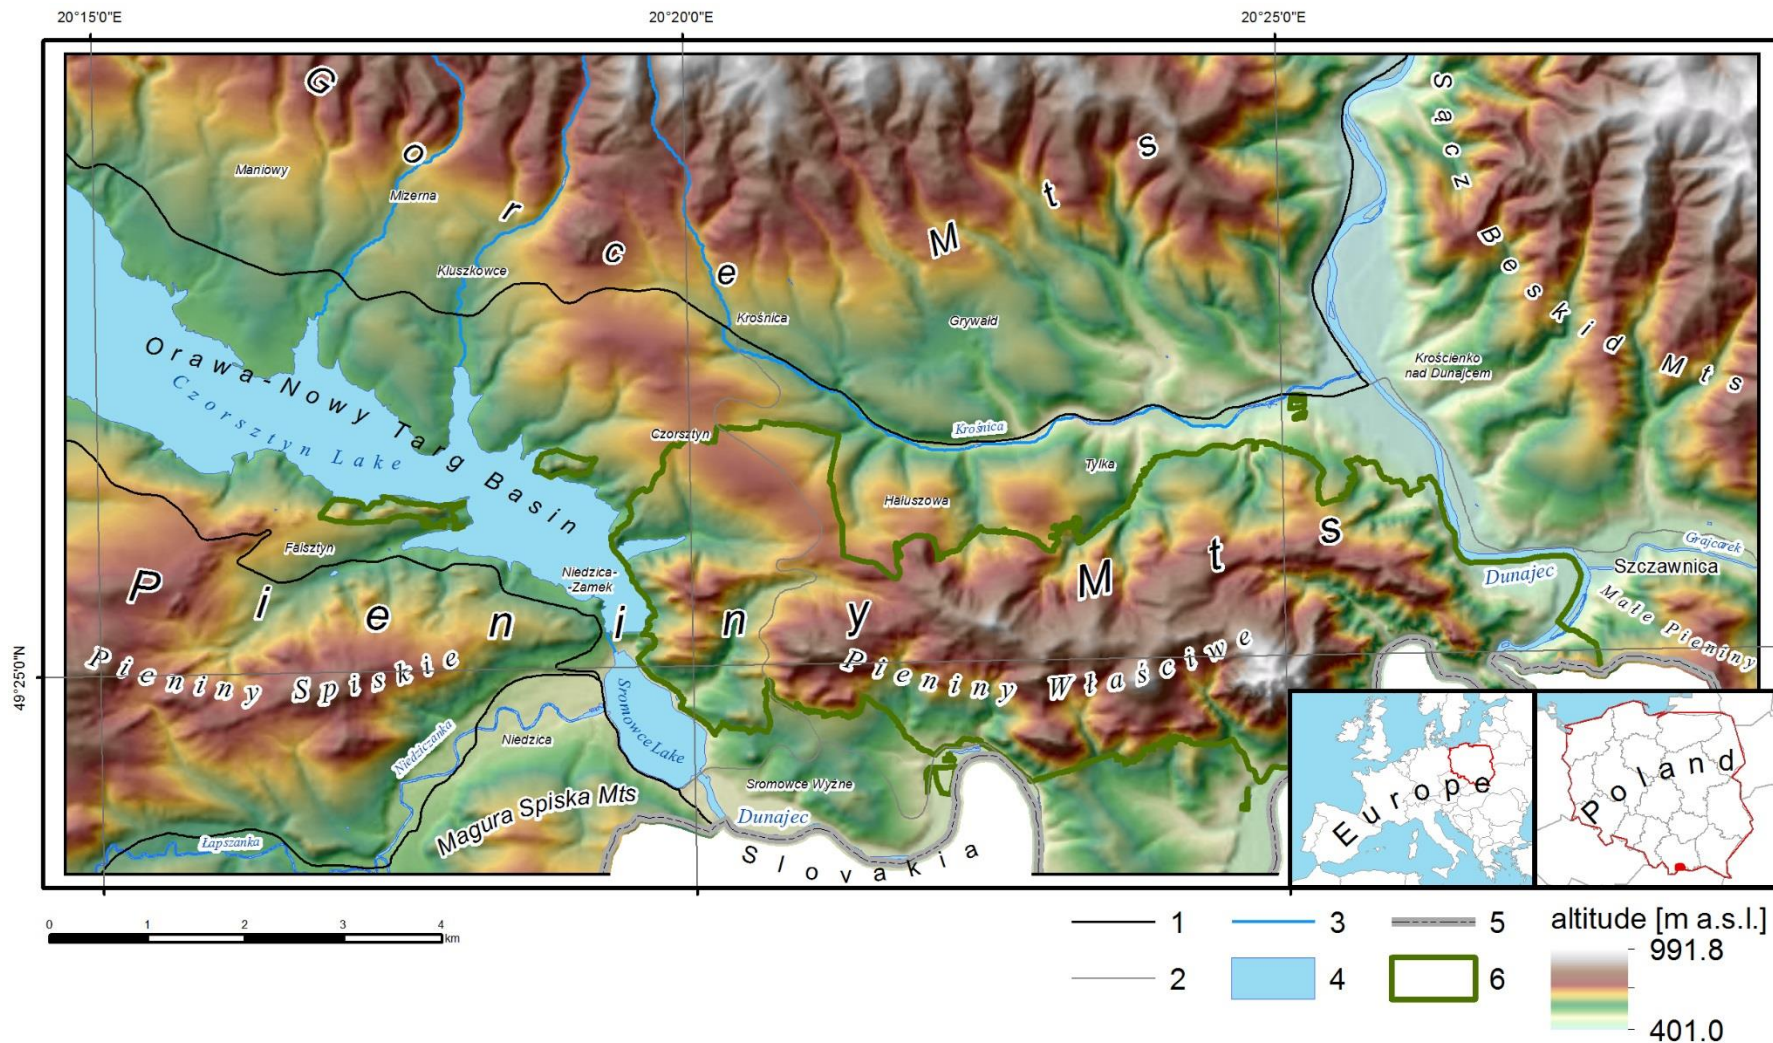 20°15'0"E
20°20'0"E
20°25'0"E
49°25'0"N
Gorce Mts
Sącz Beskid Mts
Maniowy
Mizerna
Kluszkowce
Krośnica
Grywałd
Krościenko
nad Dunajcem
Orawa-Nowy Targ Basin
Czorsztyn Lake
Czorsztyn
Krośnica
Tylka
Hałuszowa
Falsztyn
Niedzica-
-Zamek
Pieniny Mts
Dunajec
Grajcarek
Szczawnica
Małe Pieniny
Pieniny Spiskie
Pieniny Właściwe
Sromowce Lake
Niedziczanka
Niedzica
Sromowce Wyżne
Magura Spiska Mts
Dunajec
Łapszanka
Slovakia
Europe
Poland
0 1 2 3 4
km
1
2
3
4
5
6
altitude [m a.s.l.]
991.8
401.0